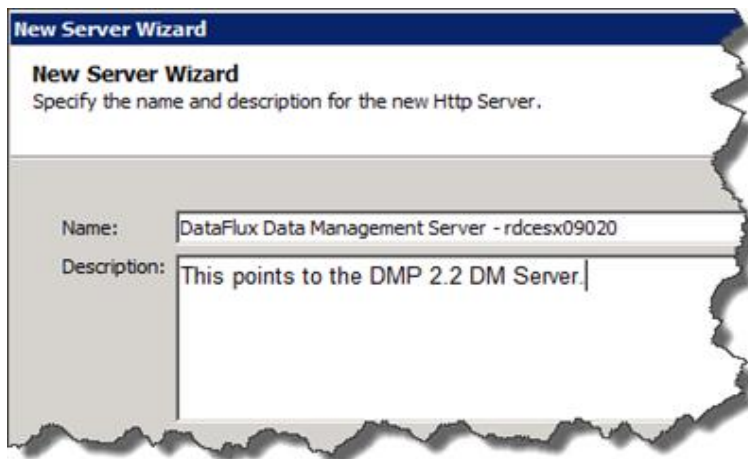 New Server Wizard
New Server Wizard
Specify the name and description for the new Http Server.
Name: DataFlux Data Management Server - rdcesx09020
Description: This points to the DMP 2.2 DM Server.